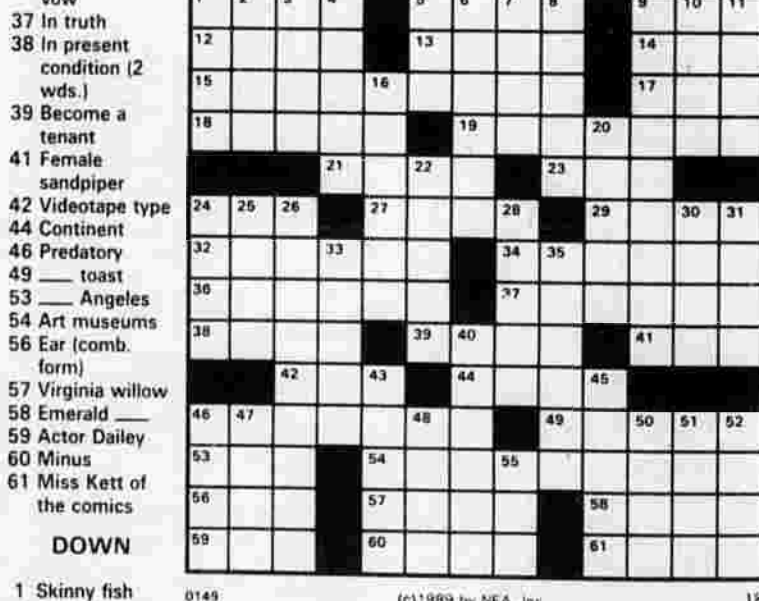 vow
37 In truth
38 In present
condition (2
wds.)
39 Become a
tenant
41 Female
sandpiper
42 Videotape type
44 Continent
46 Predatory
49 ___ toast
53 ___ Angeles
54 Art museums
56 Ear (comb.
form)
57 Virginia willow
58 Emerald ___
59 Actor Dailey
60 Minus
61 Miss Kett of
the comics
DOWN
1 Skinny fish
1 2 3 4 5 6 7 8 9 10 11
12 13 14
15 16 17
18 19 20
21 22 23
24 25 26 27 28 29 30 31
32 33 34 35
36 37
38 39 40 41
42 43 44 45
46 47 48 49 50 51 52
53 54 55
56 57 58
59 60 61
0149 (c)1989 by NEA, Inc